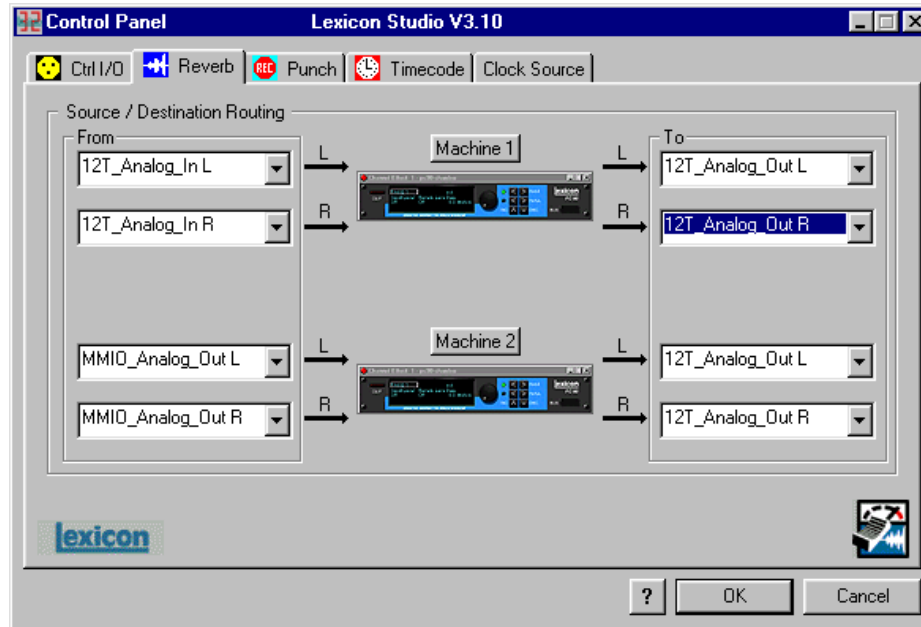 Control Panel Lexicon Studio V3.10
Ctrl I/O Reverb REC Punch Timecode Clock Source
Source / Destination Routing
From
To
12T_Analog_In L
L
Machine 1
L
12T_Analog_Out L
12T_Analog_In R
R
R
12T_Analog_Out R
MMIO_Analog_Out L
L
Machine 2
L
12T_Analog_Out L
MMIO_Analog_Out R
R
R
12T_Analog_Out R
lexicon
? OK Cancel